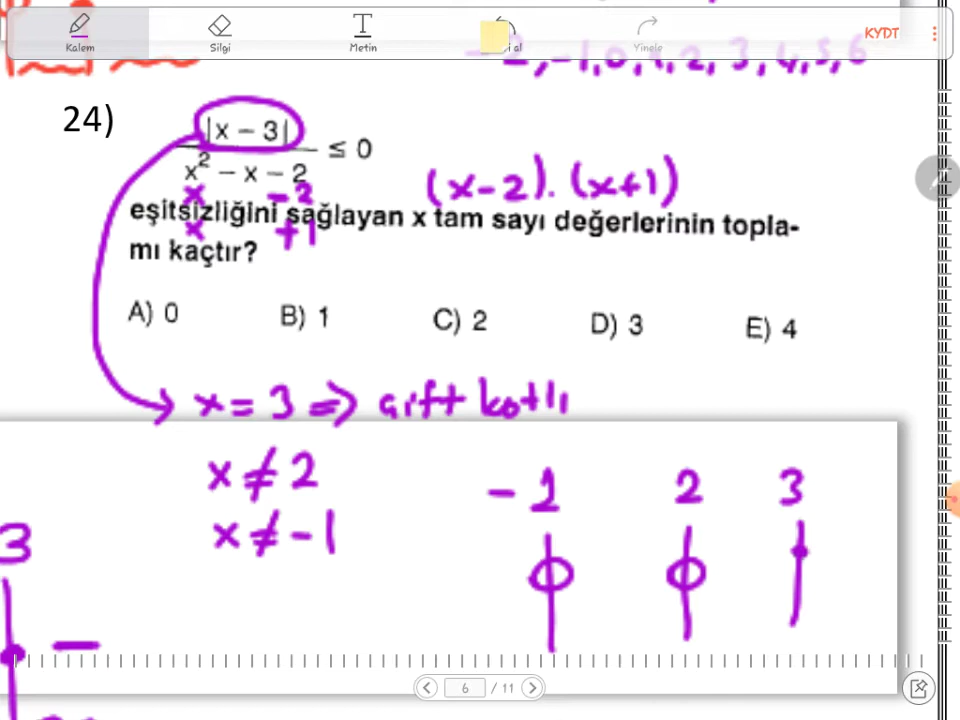 Kalem Silgi Metin al Yinele KYDT
-2,-1,0,1,2,3,4,5,6
24)
|x – 3|
x² – x – 2
≤ 0
(x-2).(x+1)
x -2
eşitsizliğini sağlayan x tam sayı değerlerinin topla-
x +1
mı kaçtır?
A) 0 B) 1 C) 2 D) 3 E) 4
x = 3 => çift katlı
x ≠ 2
x ≠ -1
-1 2 3
3
-
6 / 11